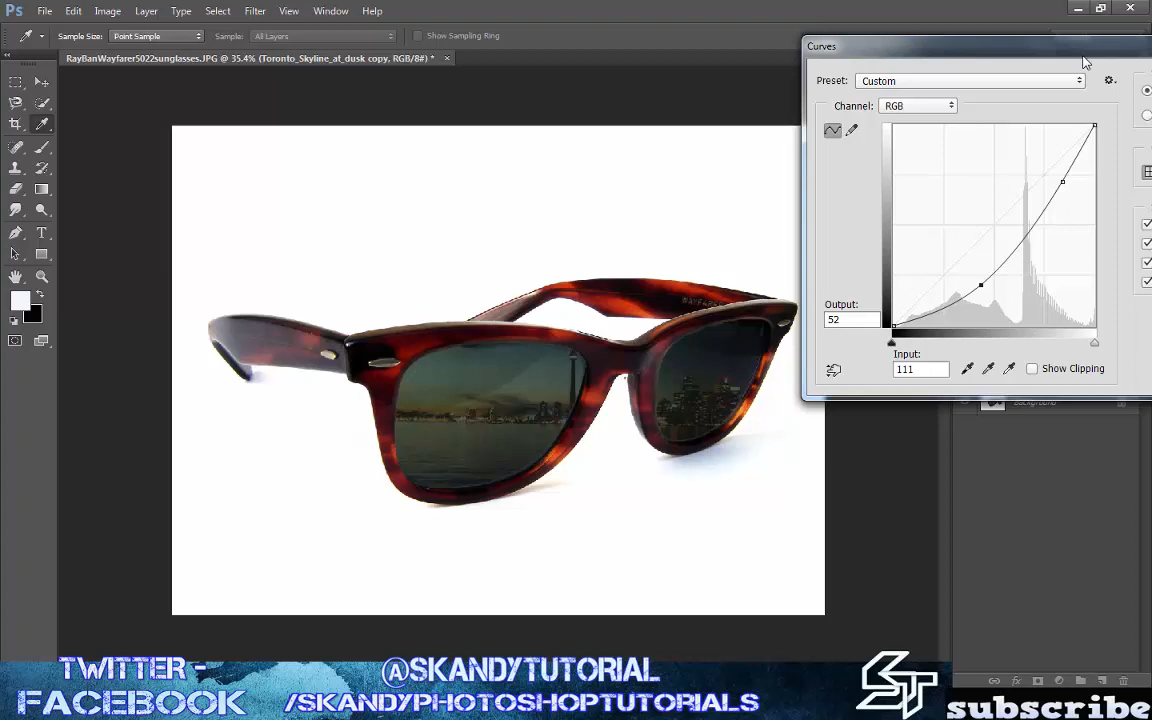 Ps File Edit Image Layer Type Select Filter View Window Help
Sample Size: Point Sample Sample: All Layers Show Sampling Ring
RayBanWayfarer5022sunglasses.JPG @ 35.4% (Toronto_Skyline_at_dusk copy, RGB/8#) *
Curves
Preset: Custom
Channel: RGB
Output:
52
Input:
111
Show Clipping
Background
TWITTER - @SKANDYTUTORIAL
FACEBOOK /SKANDYPHOTOSHOPTUTORIALS
ST
subscribe